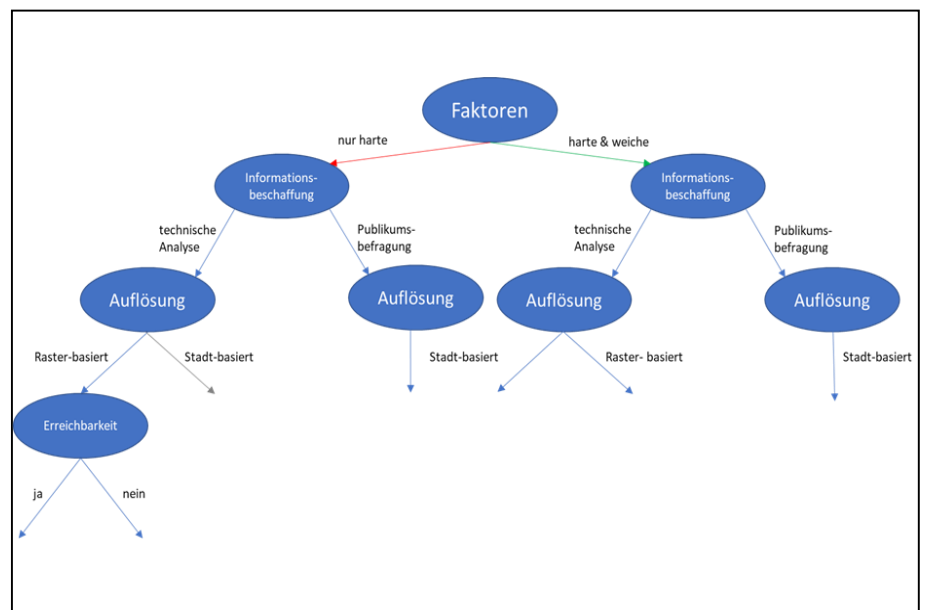 Faktoren
nur harte
harte & weiche
Informations-
beschaffung
Informations-
beschaffung
technische
Analyse
Publikums-
befragung
technische
Analyse
Publikums-
befragung
Auflösung
Auflösung
Auflösung
Auflösung
Raster-basiert
Stadt-basiert
Stadt-basiert
Raster- basiert
Stadt-basiert
Erreichbarkeit
ja
nein